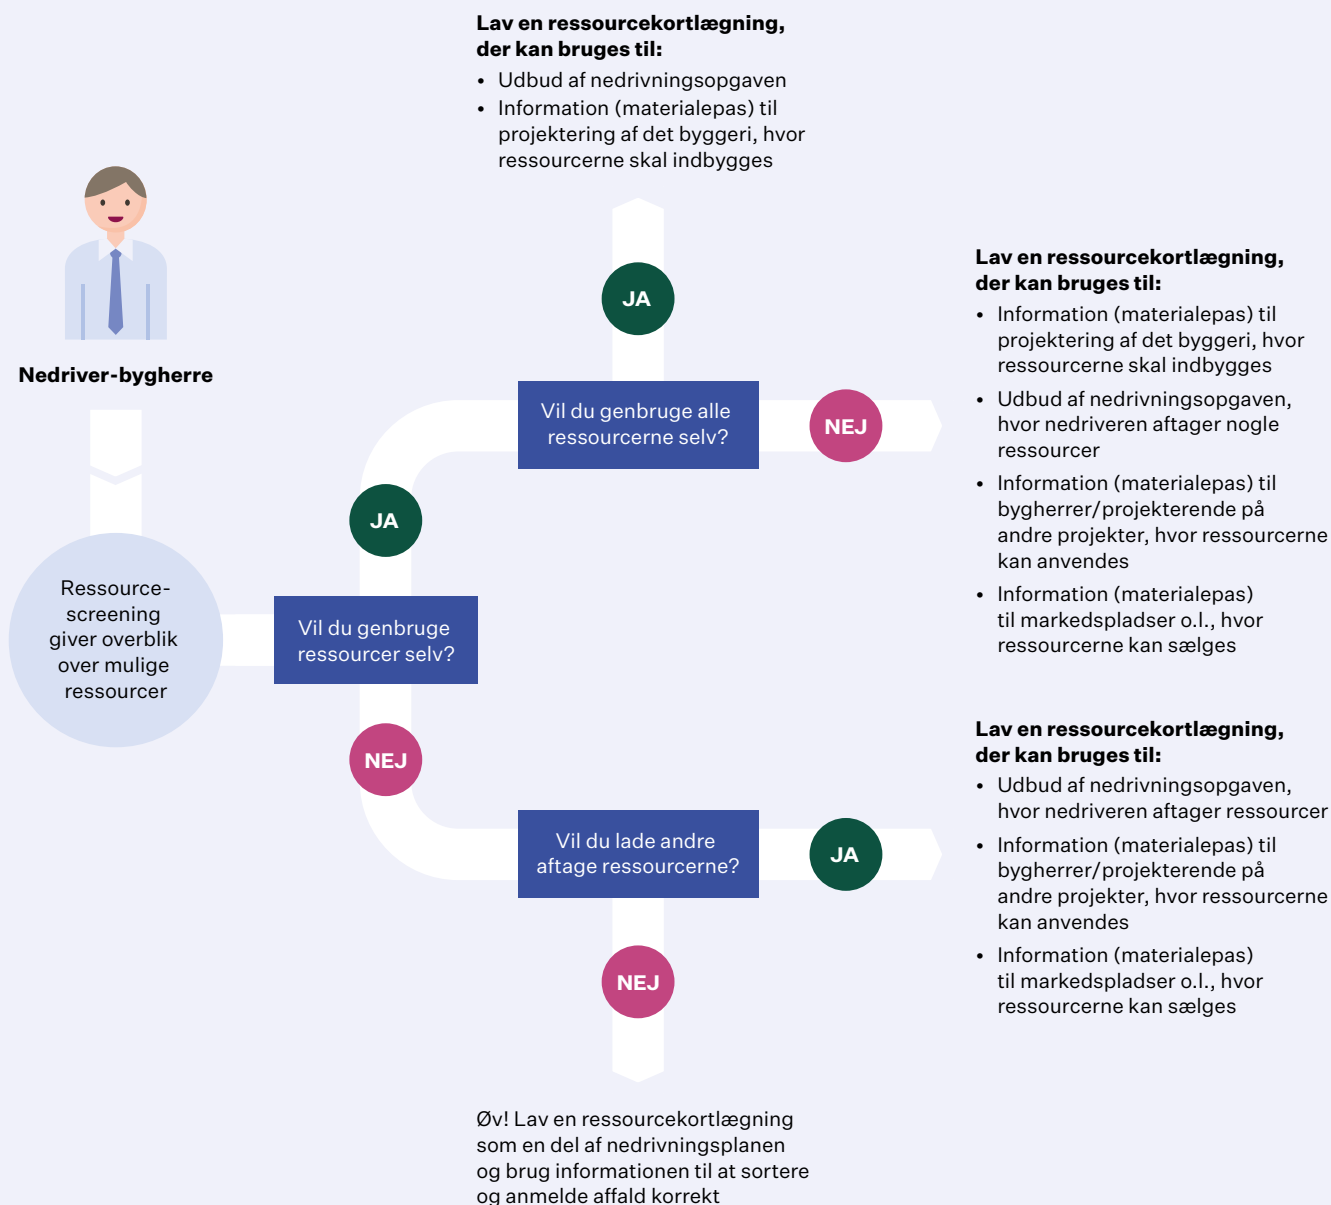 Lav en ressourcekortlægning,
der kan bruges til:
• Udbud af nedrivningsopgaven
• Information (materialepas) til
projektering af det byggeri, hvor
ressourcerne skal indbygges
Nedriver-bygherre
Ressource-
screening
giver overblik
over mulige
ressourcer
Vil du genbruge
ressourcer selv?
JA
Vil du genbruge alle
ressourcerne selv?
JA
NEJ
Lav en ressourcekortlægning,
der kan bruges til:
• Information (materialepas) til
projektering af det byggeri, hvor
ressourcerne skal indbygges
• Udbud af nedrivningsopgaven,
hvor nedriveren aftager nogle
ressourcer
• Information (materialepas) til
bygherrer/projekterende på
andre projekter, hvor ressourcerne
kan anvendes
• Information (materialepas)
til markedspladser o.l., hvor
ressourcerne kan sælges
NEJ
Vil du lade andre
aftage ressourcerne?
JA
Lav en ressourcekortlægning,
der kan bruges til:
• Udbud af nedrivningsopgaven,
hvor nedriveren aftager ressourcer
• Information (materialepas) til
bygherrer/projekterende på
andre projekter, hvor ressourcerne
kan anvendes
• Information (materialepas)
til markedspladser o.l., hvor
ressourcerne kan sælges
NEJ
Øv! Lav en ressourcekortlægning
som en del af nedrivningsplanen
og brug informationen til at sortere
og anmelde affald korrekt